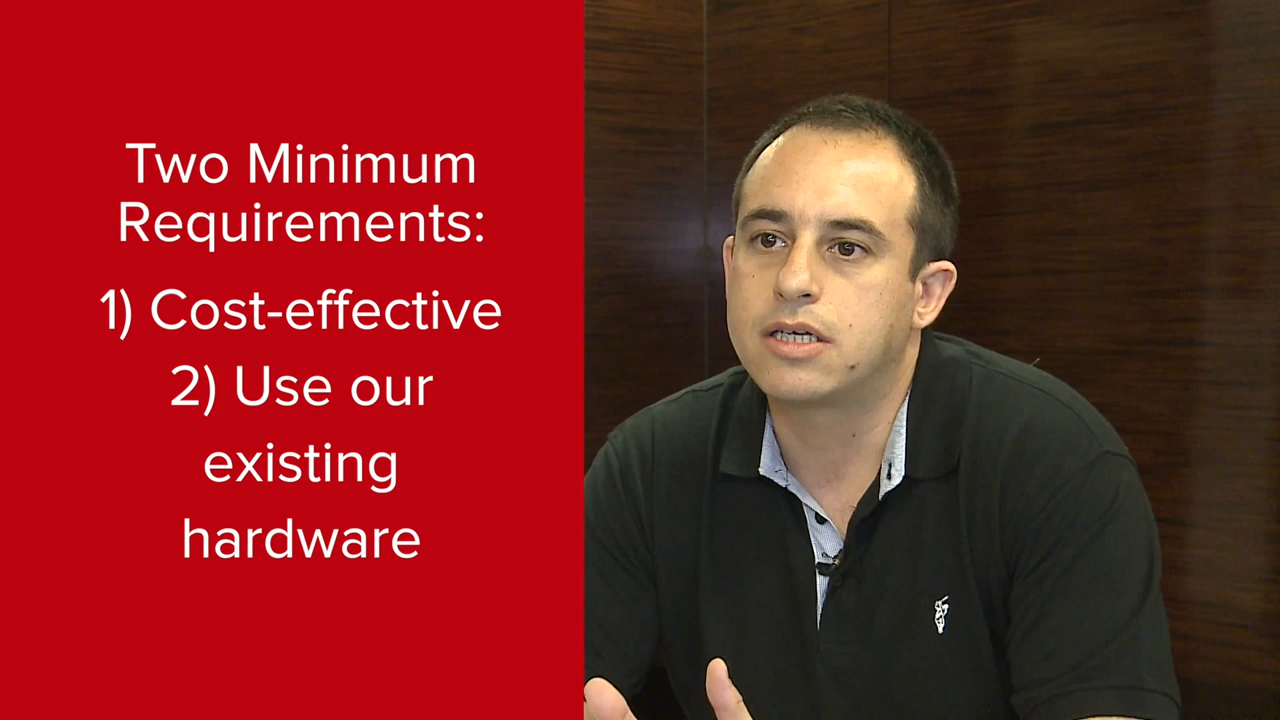 Two Minimum
Requirements:
1) Cost-effective
2) Use our
existing
hardware